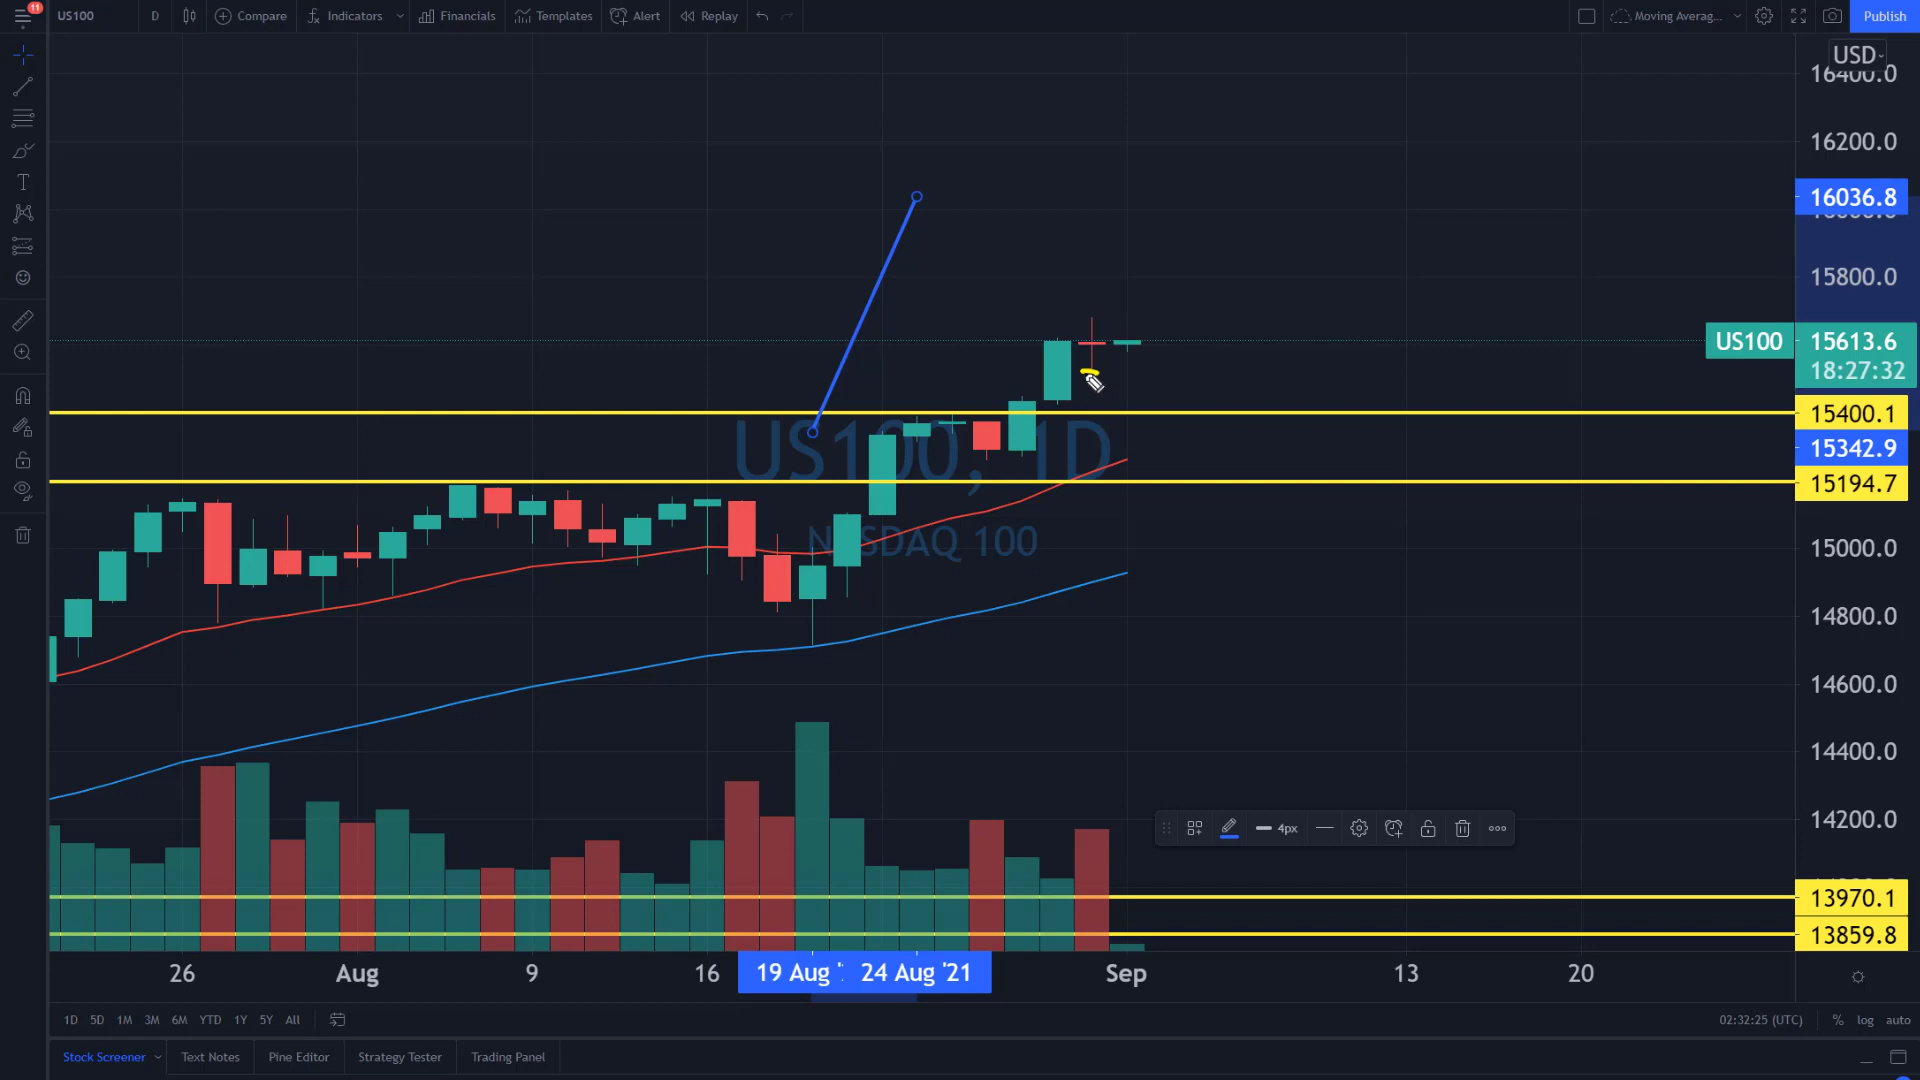 11
US100
D
Compare
Indicators
Financials
Templates
Alert
Replay
Moving Averag...
Publish
USD
16400.0
16200.0
16036.8
15800.0
US100
15613.6
18:27:32
15400.1
15342.9
15194.7
15000.0
14800.0
14600.0
14400.0
14200.0
13970.1
13859.8
US100, 1D
NASDAQ 100
4px
26
Aug
9
16
19 Aug '
24 Aug '21
Sep
13
20
1D
5D
1M
3M
6M
YTD
1Y
5Y
All
02:32:25 (UTC)
%
log
auto
Stock Screener
Text Notes
Pine Editor
Strategy Tester
Trading Panel